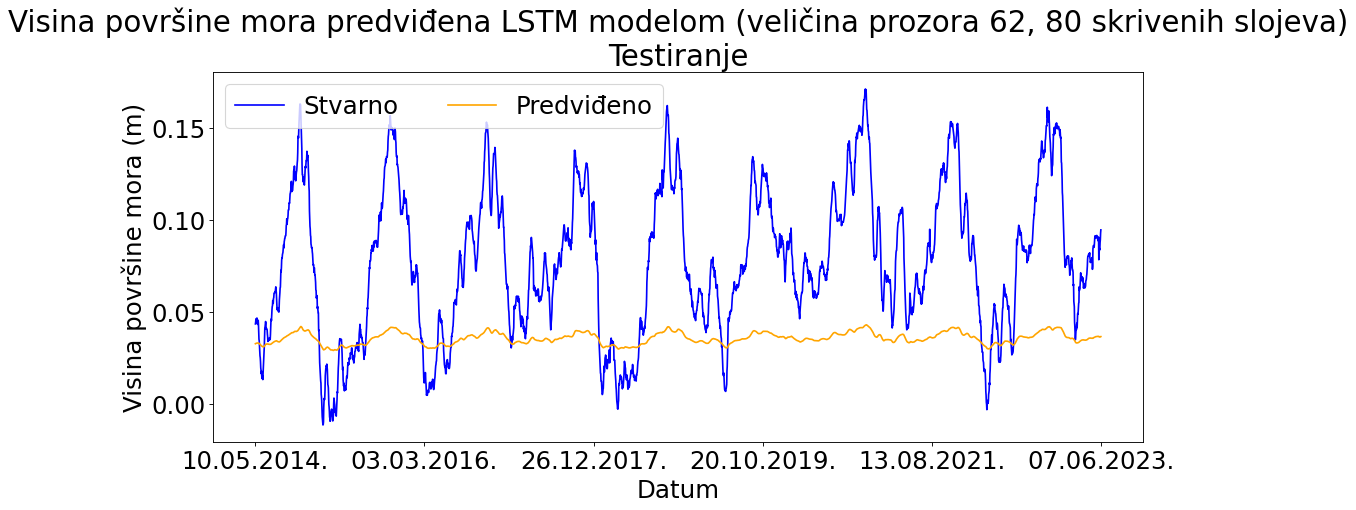 Visina površine mora predviđena LSTM modelom (veličina prozora 62, 80 skrivenih slojeva)
Testiranje
Stvarno
Predviđeno
Visina površine mora (m)
0.15
0.10
0.05
0.00
10.05.2014.
03.03.2016.
26.12.2017.
20.10.2019.
13.08.2021.
07.06.2023.
Datum